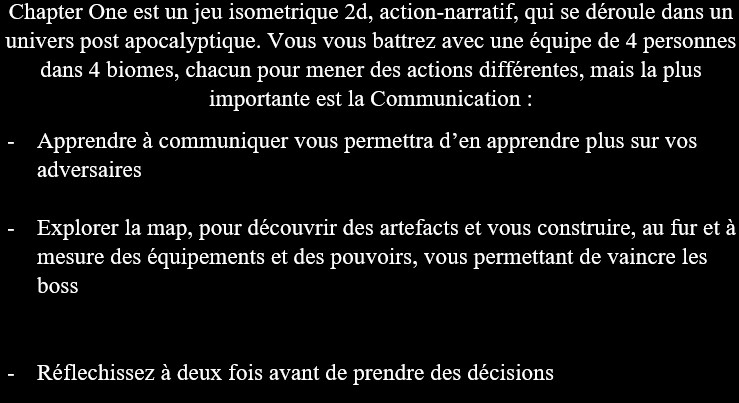 Chapter One est un jeu isometrique 2d, action-narratif, qui se déroule dans un
univers post apocalyptique. Vous vous battrez avec une équipe de 4 personnes
dans 4 biomes, chacun pour mener des actions différentes, mais la plus
importante est la Communication :
- Apprendre à communiquer vous permettra d'en apprendre plus sur vos
adversaires
- Explorer la map, pour découvrir des artefacts et vous construire, au fur et à
mesure des équipements et des pouvoirs, vous permettant de vaincre les
boss
- Réflechissez à deux fois avant de prendre des décisions